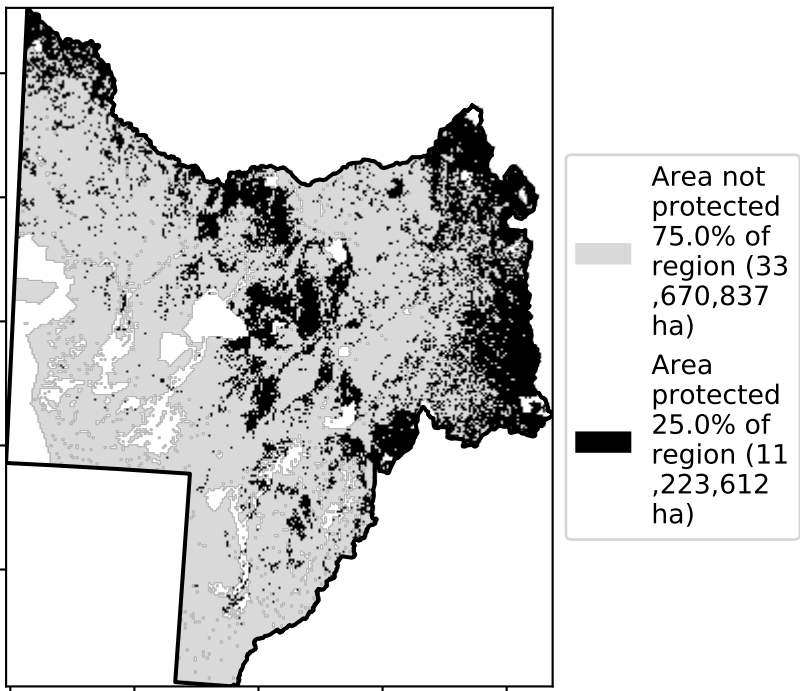 Area not
protected
75.0% of
region (33
,670,837
ha)
Area
protected
25.0% of
region (11
,223,612
ha)